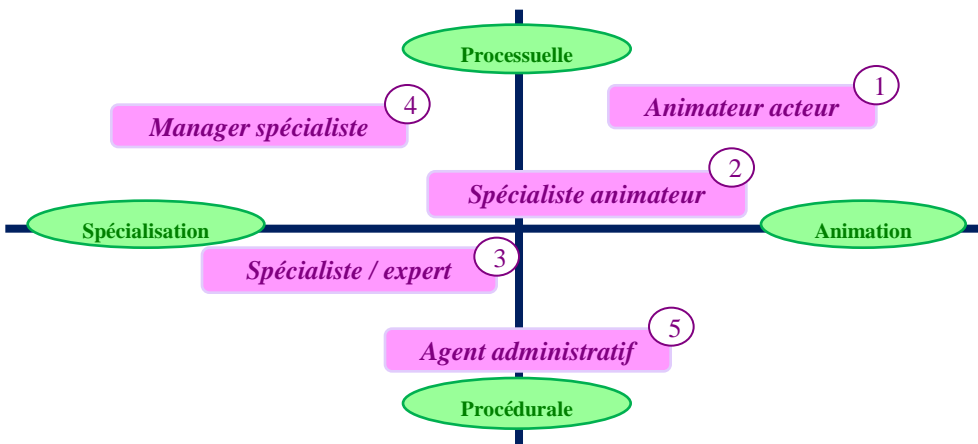 Processuelle
1
Animateur acteur
4
Manager spécialiste
2
Spécialiste animateur
Spécialisation
Animation
3
Spécialiste / expert
5
Agent administratif
Procédurale